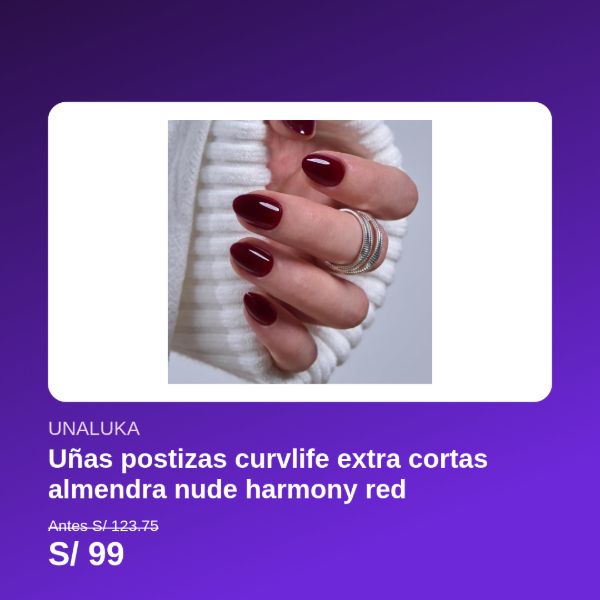 UNALUKA
Uñas postizas curvlife extra cortas
almendra nude harmony red
Antes S/ 123.75
S/ 99